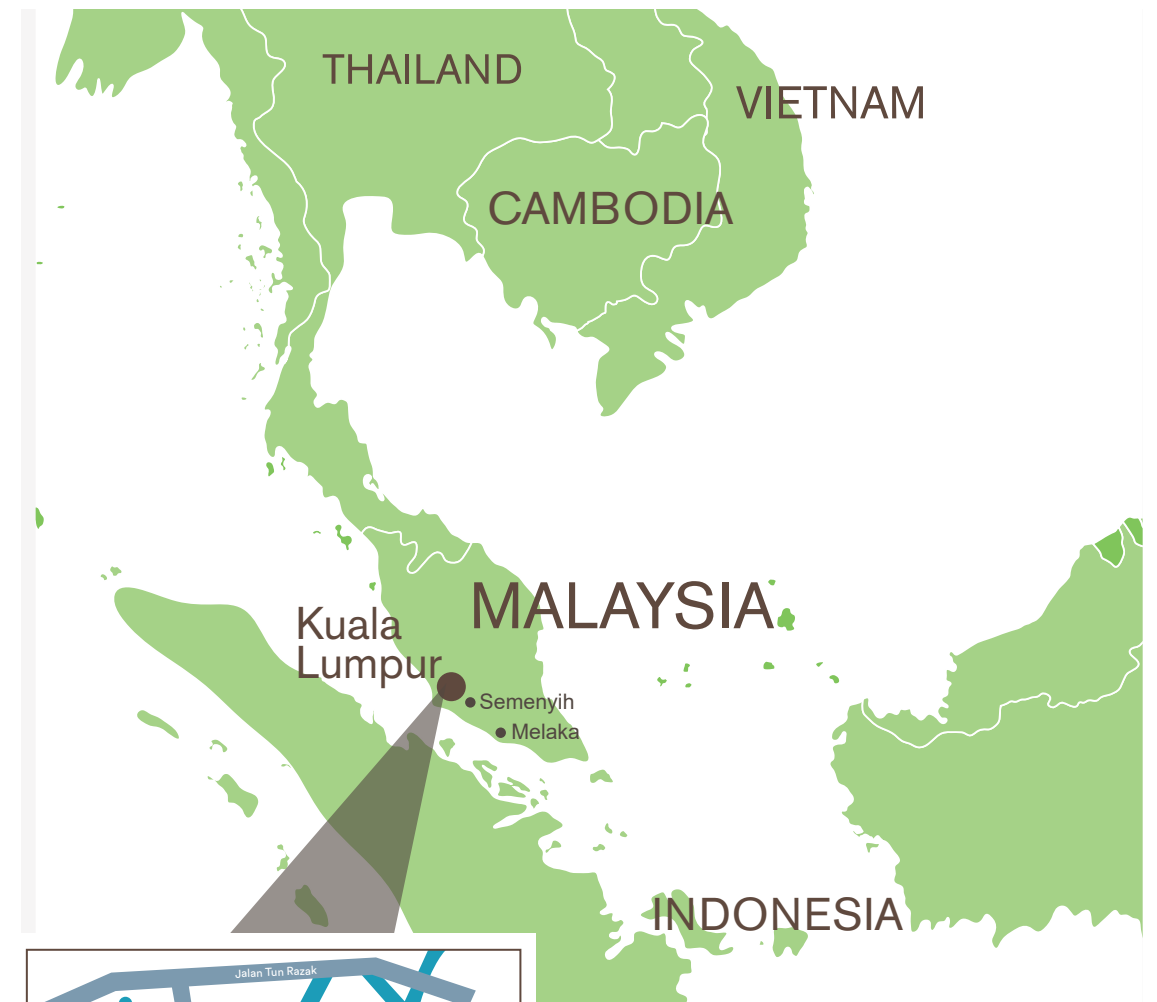 THAILAND
VIETNAM
CAMBODIA
MALAYSIA
Kuala
Lumpur
Semenyih
Melaka
INDONESIA
Jalan Tun Razak